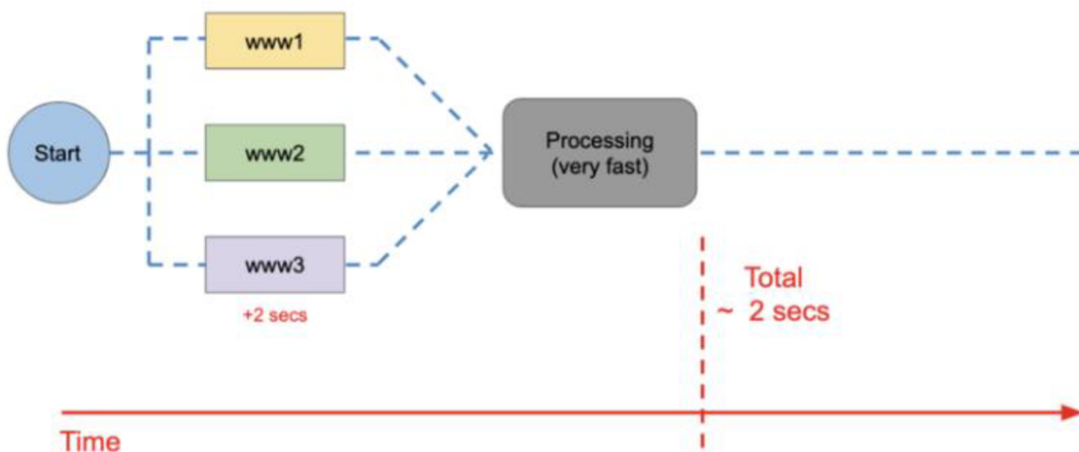 www1
Start
www2
Processing
(very fast)
www3
+2 secs
Total
~ 2 secs
Time